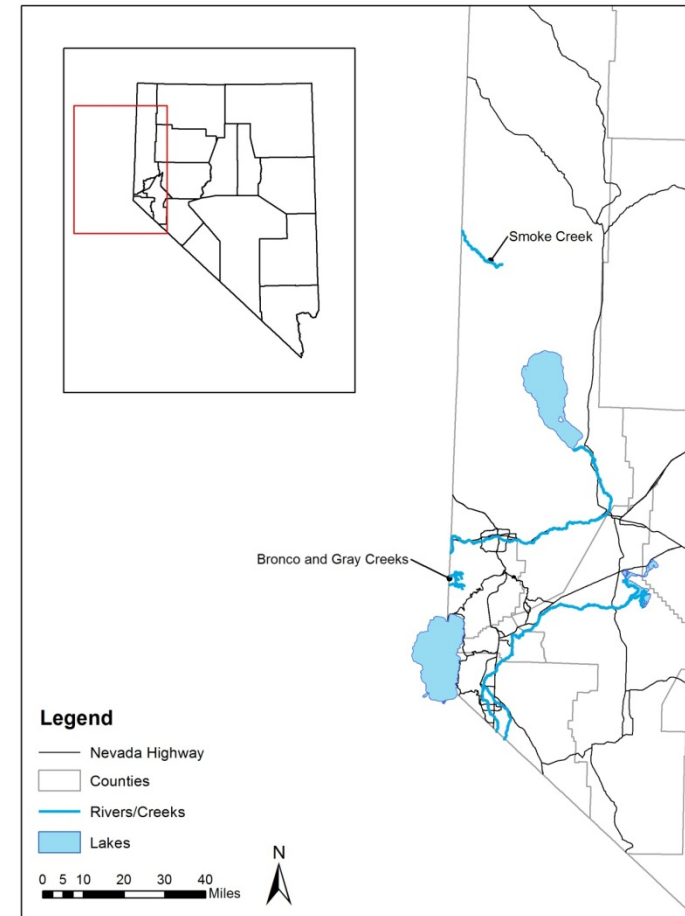 Smoke Creek
Bronco and Gray Creeks
Legend
Nevada Highway
Counties
Rivers/Creeks
Lakes
N
0 5 10 20 30 40
Miles